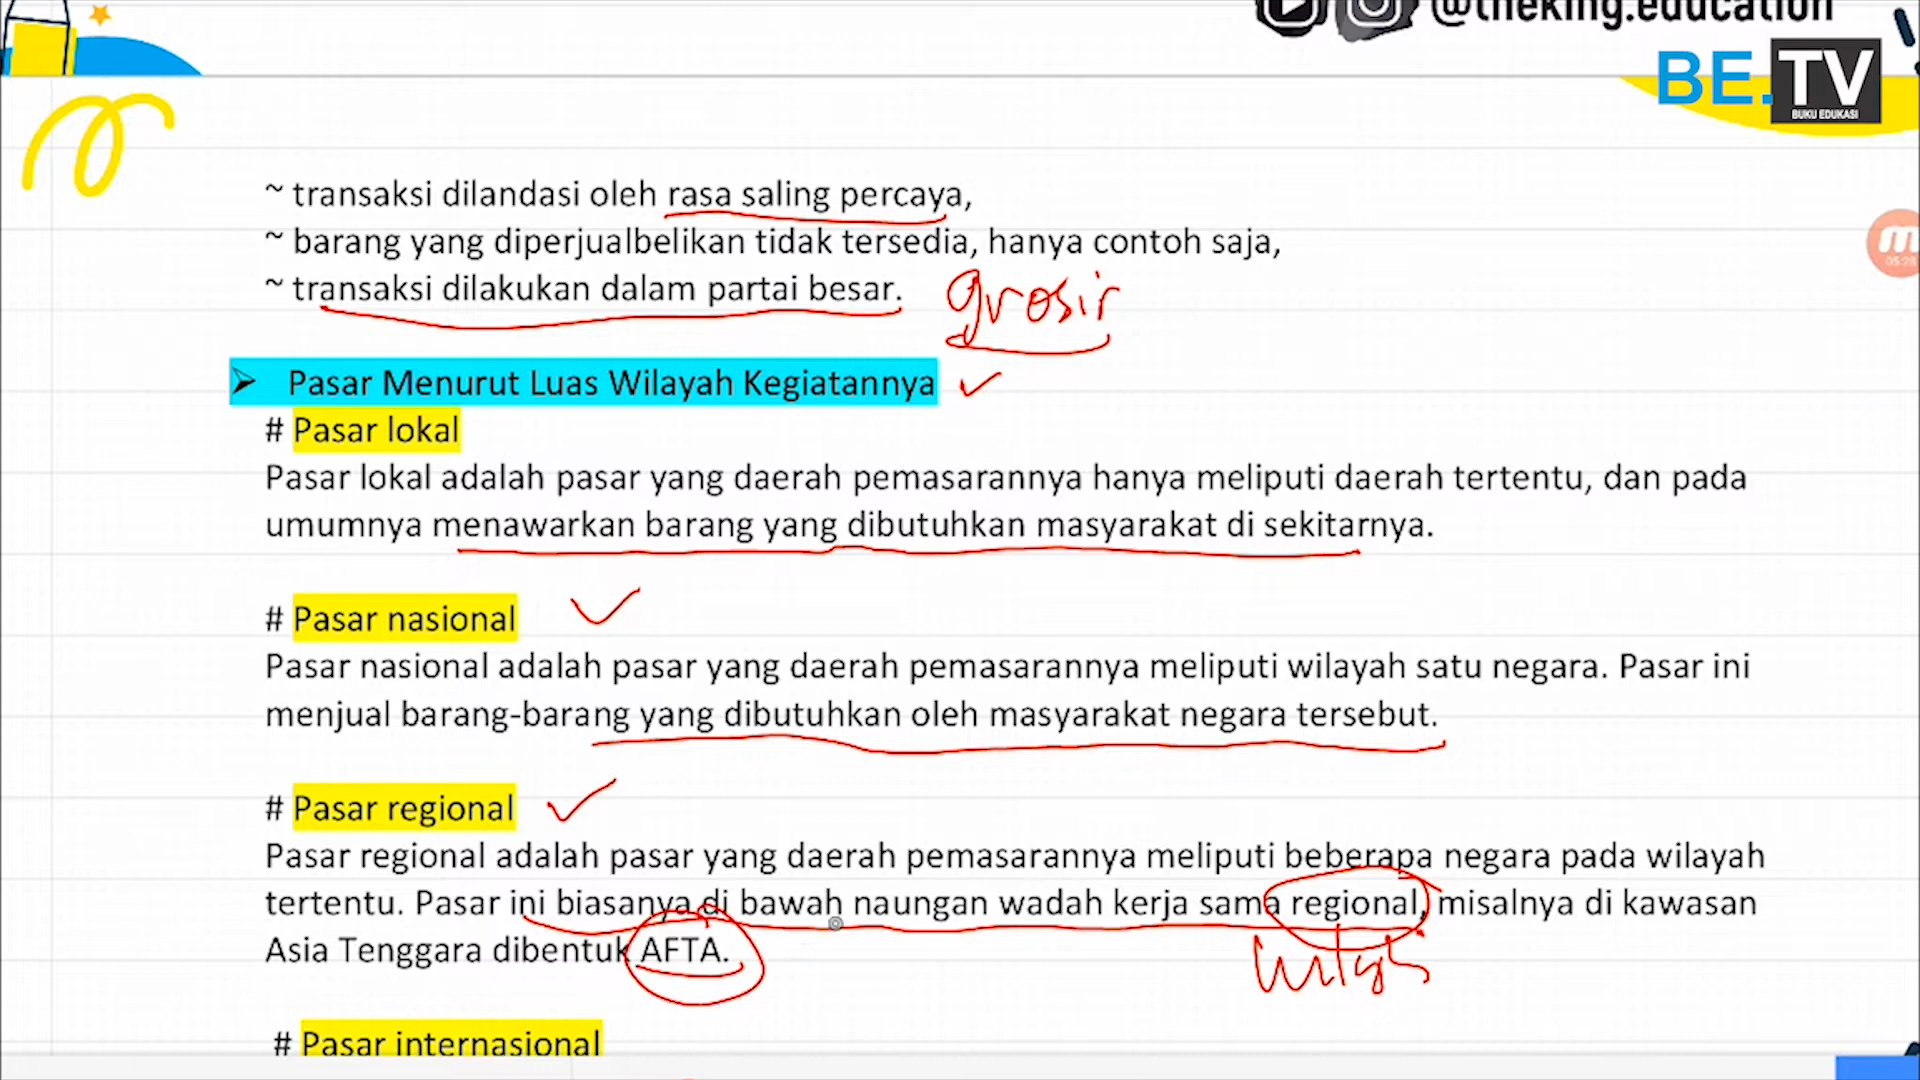 @theking.education
BE.TV
BUKU EDUKASI
~ transaksi dilandasi oleh rasa saling percaya,
~ barang yang diperjualbelikan tidak tersedia, hanya contoh saja,
~ transaksi dilakukan dalam partai besar. grosir
05:28
➢ Pasar Menurut Luas Wilayah Kegiatannya
# Pasar lokal
Pasar lokal adalah pasar yang daerah pemasarannya hanya meliputi daerah tertentu, dan pada
umumnya menawarkan barang yang dibutuhkan masyarakat di sekitarnya.
# Pasar nasional
Pasar nasional adalah pasar yang daerah pemasarannya meliputi wilayah satu negara. Pasar ini
menjual barang-barang yang dibutuhkan oleh masyarakat negara tersebut.
# Pasar regional
Pasar regional adalah pasar yang daerah pemasarannya meliputi beberapa negara pada wilayah
tertentu. Pasar ini biasanya di bawah naungan wadah kerja sama regional, misalnya di kawasan
Asia Tenggara dibentuk AFTA.
# Pasar internasional